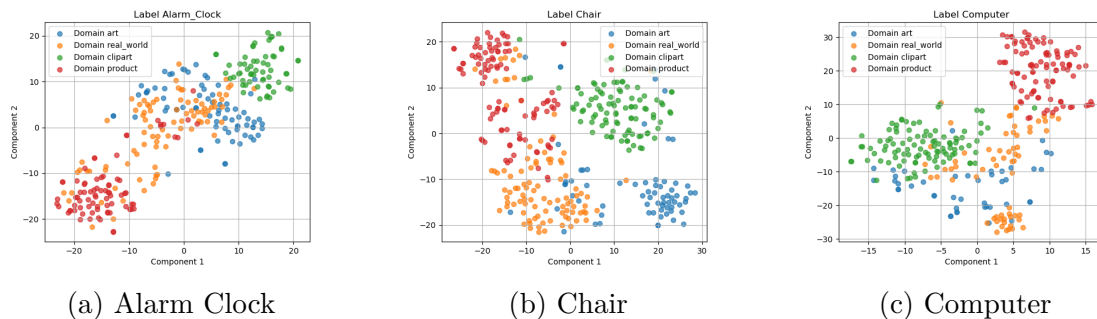 Label Alarm_Clock
Domain art
Domain real_world
Domain clipart
Domain product
20
10
0
−10
−20
Component 2
−20
−10
0
10
20
Component 1
(a) Alarm Clock
Label Chair
Domain art
Domain real_world
Domain clipart
Domain product
20
10
0
−10
−20
Component 2
−20
−10
0
10
20
30
Component 1
(b) Chair
Label Computer
Domain art
Domain real_world
Domain clipart
Domain product
30
20
10
0
−10
−20
−30
Component 2
−15
−10
−5
0
5
10
15
Component 1
(c) Computer